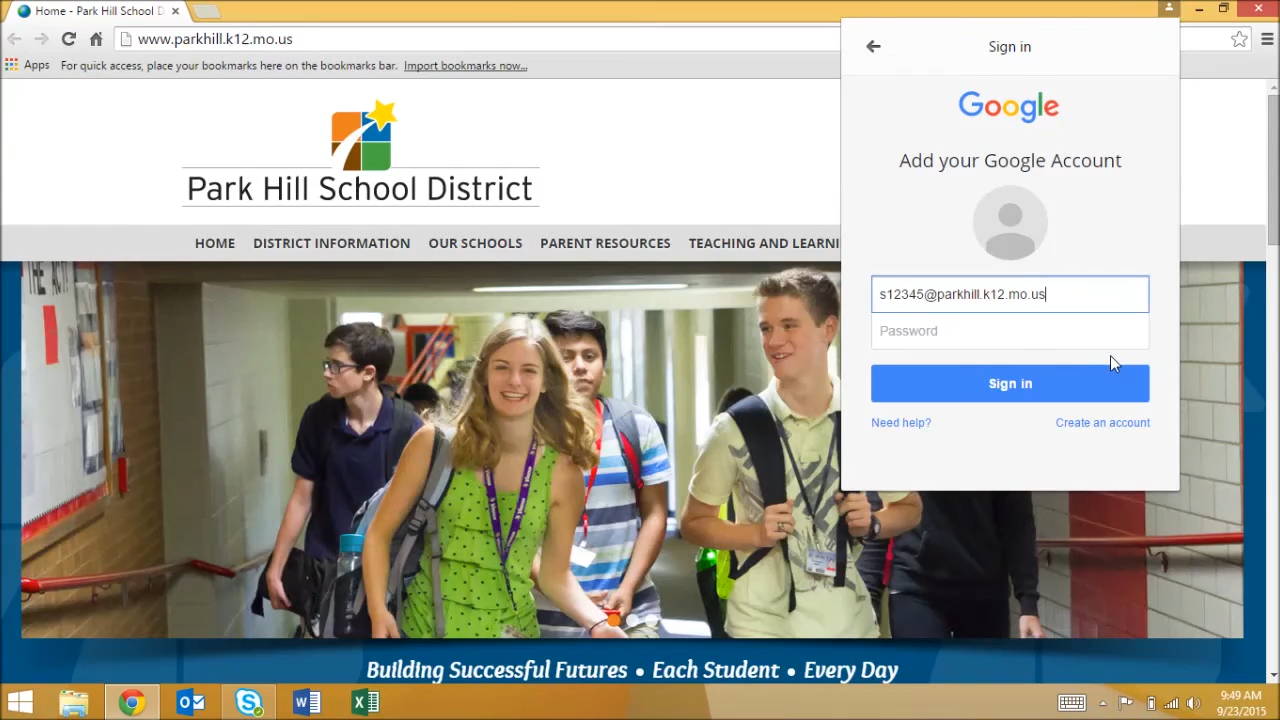 Home - Park Hill School D
www.parkhill.k12.mo.us
Apps For quick access, place your bookmarks here on the bookmarks bar. Import bookmarks now...
Sign in
Google
Add your Google Account
s12345@parkhill.k12.mo.us
Password
Sign in
Need help? Create an account
Park Hill School District
HOME DISTRICT INFORMATION OUR SCHOOLS PARENT RESOURCES TEACHING AND LEARNI
Building Successful Futures • Each Student • Every Day
9:49 AM
9/23/2015